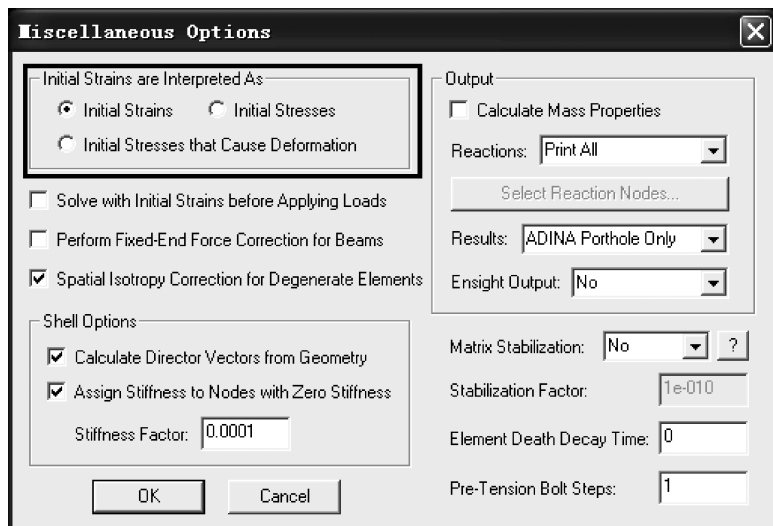 Miscellaneous Options
Initial Strains are Interpreted As
Initial Strains
Initial Stresses
Initial Stresses that Cause Deformation
Solve with Initial Strains before Applying Loads
Perform Fixed-End Force Correction for Beams
Spatial Isotropy Correction for Degenerate Elements
Shell Options
Calculate Director Vectors from Geometry
Assign Stiffness to Nodes with Zero Stiffness
Stiffness Factor: 0.0001
OK
Cancel
Output
Calculate Mass Properties
Reactions: Print All
Select Reaction Nodes...
Results: ADINA Porthole Only
Ensight Output: No
Matrix Stabilization: No ?
Stabilization Factor: 1e-010
Element Death Decay Time: 0
Pre-Tension Bolt Steps: 1